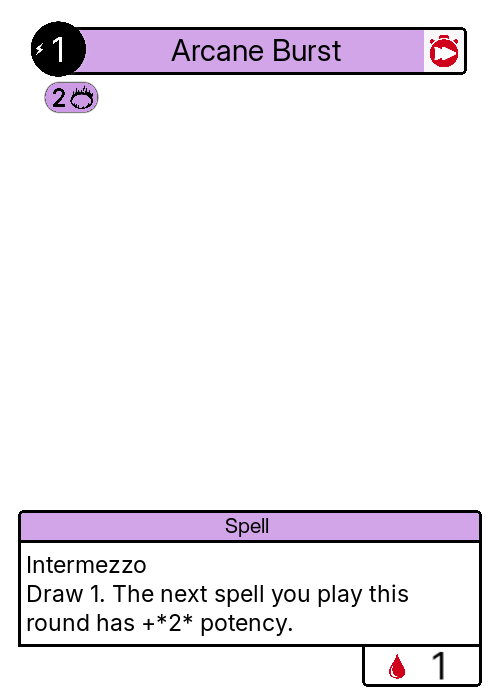 1 Arcane Burst
2
Spell
Intermezzo
Draw 1. The next spell you play this
round has +*2* potency.
1